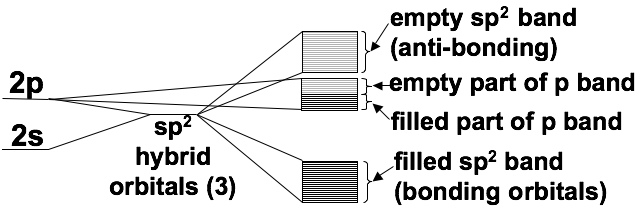 empty sp² band
(anti-bonding)
2p
empty part of p band
sp²
filled part of p band
2s
hybrid
orbitals (3)
filled sp² band
(bonding orbitals)